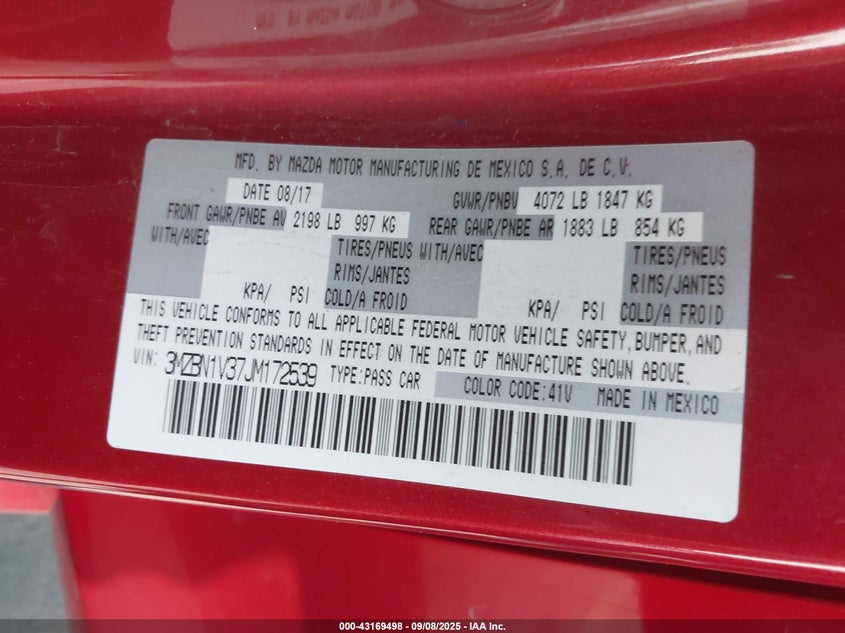 MFD. BY MAZDA MOTOR MANUFACTURING DE MEXICO S.A. DE C.V.
DATE 08/17 GVWR/PNBV 4072 LB 1847 KG
FRONT GAWR/PNBE AV 2198 LB 997 KG REAR GAWR/PNBE AR 1883 LB 854 KG
WITH/AVEC TIRES/PNEUS WITH/AVEC TIRES/PNEUS
RIMS/JANTES RIMS/JANTES
KPA/ PSI COLD/A FROID KPA/ PSI COLD/A FROID
THIS VEHICLE CONFORMS TO ALL APPLICABLE FEDERAL MOTOR VEHICLE SAFETY, BUMPER, AND
THEFT PREVENTION STANDARDS IN EFFECT ON THE DATE OF MANUFACTURE SHOWN ABOVE.
VIN: 3MZBN1V37JM172539 TYPE:PASS CAR COLOR CODE:41V MADE IN MEXICO
000-43169498 - 09/08/2025 - IAA Inc.